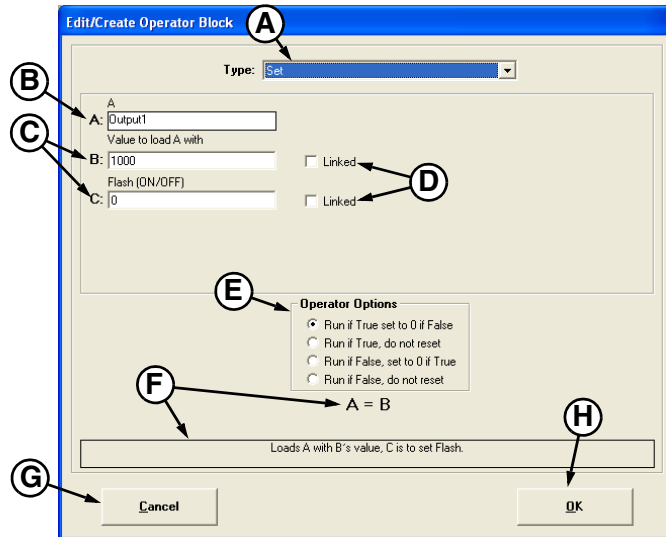 Edit/Create Operator Block
A
Type: Set
B
A
A: Output1
C
Value to load A with
B: 1000 Linked
D
Flash (ON/OFF)
C: 0 Linked
E
Operator Options
Run if True set to 0 if False
Run if True, do not reset
Run if False, set to 0 if True
Run if False, do not reset
F
A = B
H
Loads A with B's value, C is to set Flash.
G
Cancel
OK